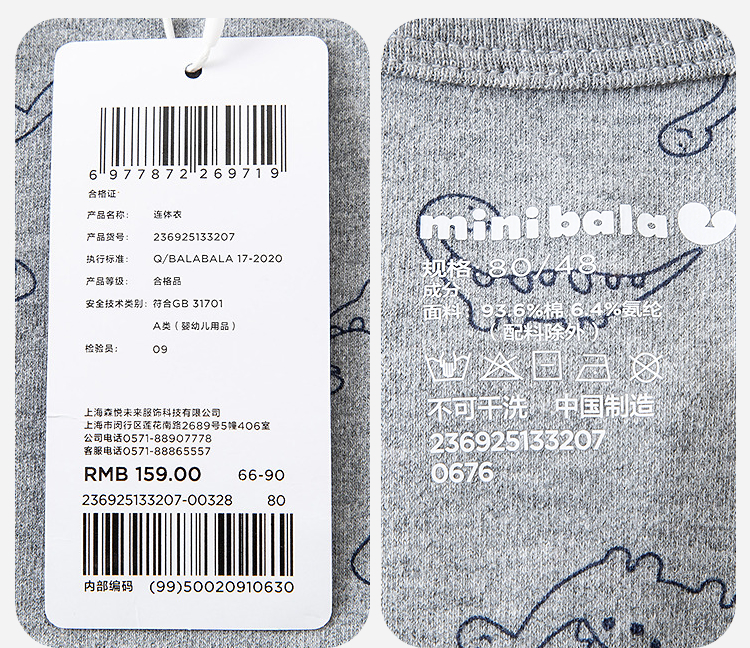 6 977872 269719
合格证:
产品名称: 连体衣
产品货号: 236925133207
执行标准: Q/BALABALA 17-2020
产品等级: 合格品
安全技术类别: 符合GB 31701
A类（婴幼儿用品）
检验员: 09
上海森悦未来服饰科技有限公司
上海市闵行区莲花南路2689号5幢406室
公司电话0571-88907778
客服电话0571-88865557
RMB 159.00 66-90
236925133207-00328 80
内部编码 (99)50020910630
minibala
规格: 80/48
成分:
面料: 93.6%棉 6.4%氨纶
（配料除外）
不可干洗 中国制造
236925133207
0676